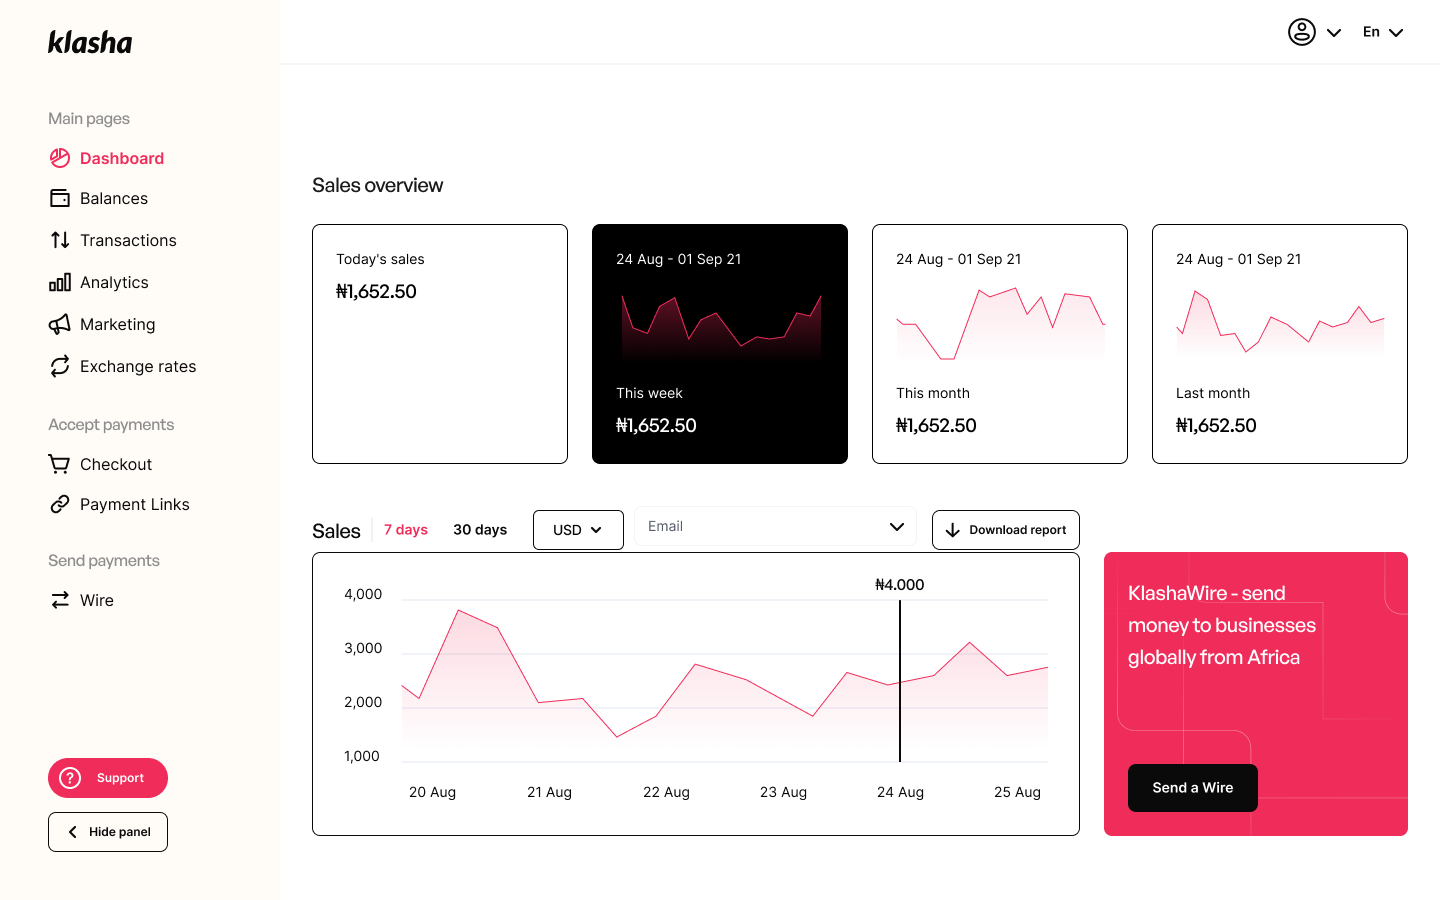 klasha
En
Main pages
Dashboard
Balances
Transactions
Analytics
Marketing
Exchange rates
Accept payments
Checkout
Payment Links
Send payments
Wire
Support
Hide panel
Sales overview
Today's sales
₦1,652.50
24 Aug - 01 Sep 21
This week
₦1,652.50
24 Aug - 01 Sep 21
This month
₦1,652.50
24 Aug - 01 Sep 21
Last month
₦1,652.50
Sales
7 days
30 days
USD
Email
Download report
₦4.000
4,000
3,000
2,000
1,000
20 Aug
21 Aug
22 Aug
23 Aug
24 Aug
25 Aug
KlashaWire - send
money to businesses
globally from Africa
Send a Wire